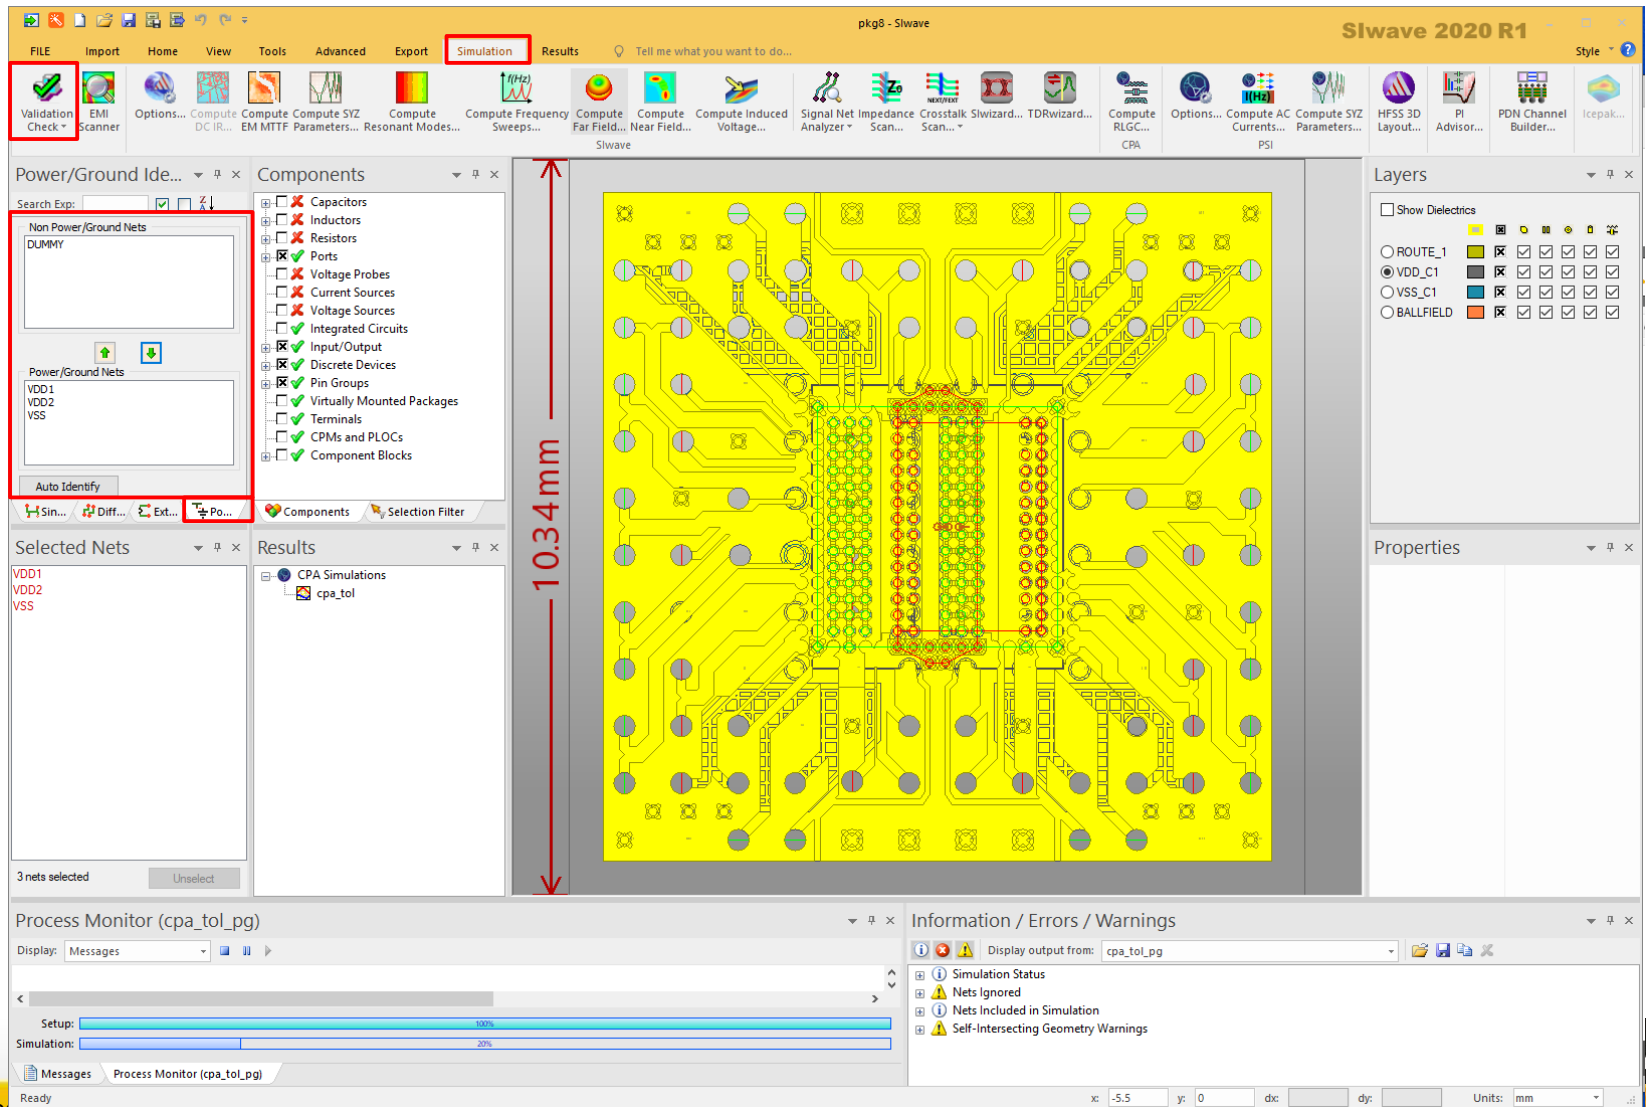 pkg8 - SIwave
SIwave 2020 R1
FILE Import Home View Tools Advanced Export Simulation Results Tell me what you want to do... Style
Validation Check
EMI Scanner
Options...
Compute DC IR...
Compute EM MTTF
Compute SYZ Parameters...
Compute Resonant Modes...
Compute Frequency Sweeps...
Compute Far Field...
Compute Near Field...
Compute Induced Voltage...
Signal Net Analyzer
Impedance Scan...
Crosstalk Scan...
SIwizard...
TDRwizard...
Compute RLGC...
Options...
Compute AC Currents...
Compute SYZ Parameters...
HFSS 3D Layout...
PI Advisor...
PDN Channel Builder...
Icepak...
SIwave CPA PSI
Power/Ground Ide...
Search Exp:
Non Power/Ground Nets
DUMMY
Power/Ground Nets
VDD1
VDD2
VSS
Auto Identify
Sin... Diff... Ext... Po...
Components
Capacitors
Inductors
Resistors
Ports
Voltage Probes
Current Sources
Voltage Sources
Integrated Circuits
Input/Output
Discrete Devices
Pin Groups
Virtually Mounted Packages
Terminals
CPMs and PLOCs
Component Blocks
Components Selection Filter
Selected Nets
VDD1
VDD2
VSS
3 nets selected
Unselect
Results
CPA Simulations
cpa_tol
10.34mm
Layers
Show Dielectrics
ROUTE_1
VDD_C1
VSS_C1
BALLFIELD
Properties
Process Monitor (cpa_tol_pg)
Display: Messages
Setup: 100%
Simulation: 20%
Messages Process Monitor (cpa_tol_pg)
Information / Errors / Warnings
Display output from: cpa_tol_pg
Simulation Status
Nets Ignored
Nets Included in Simulation
Self-Intersecting Geometry Warnings
Ready
x: -5.5 y: 0 dx: dy: Units: mm